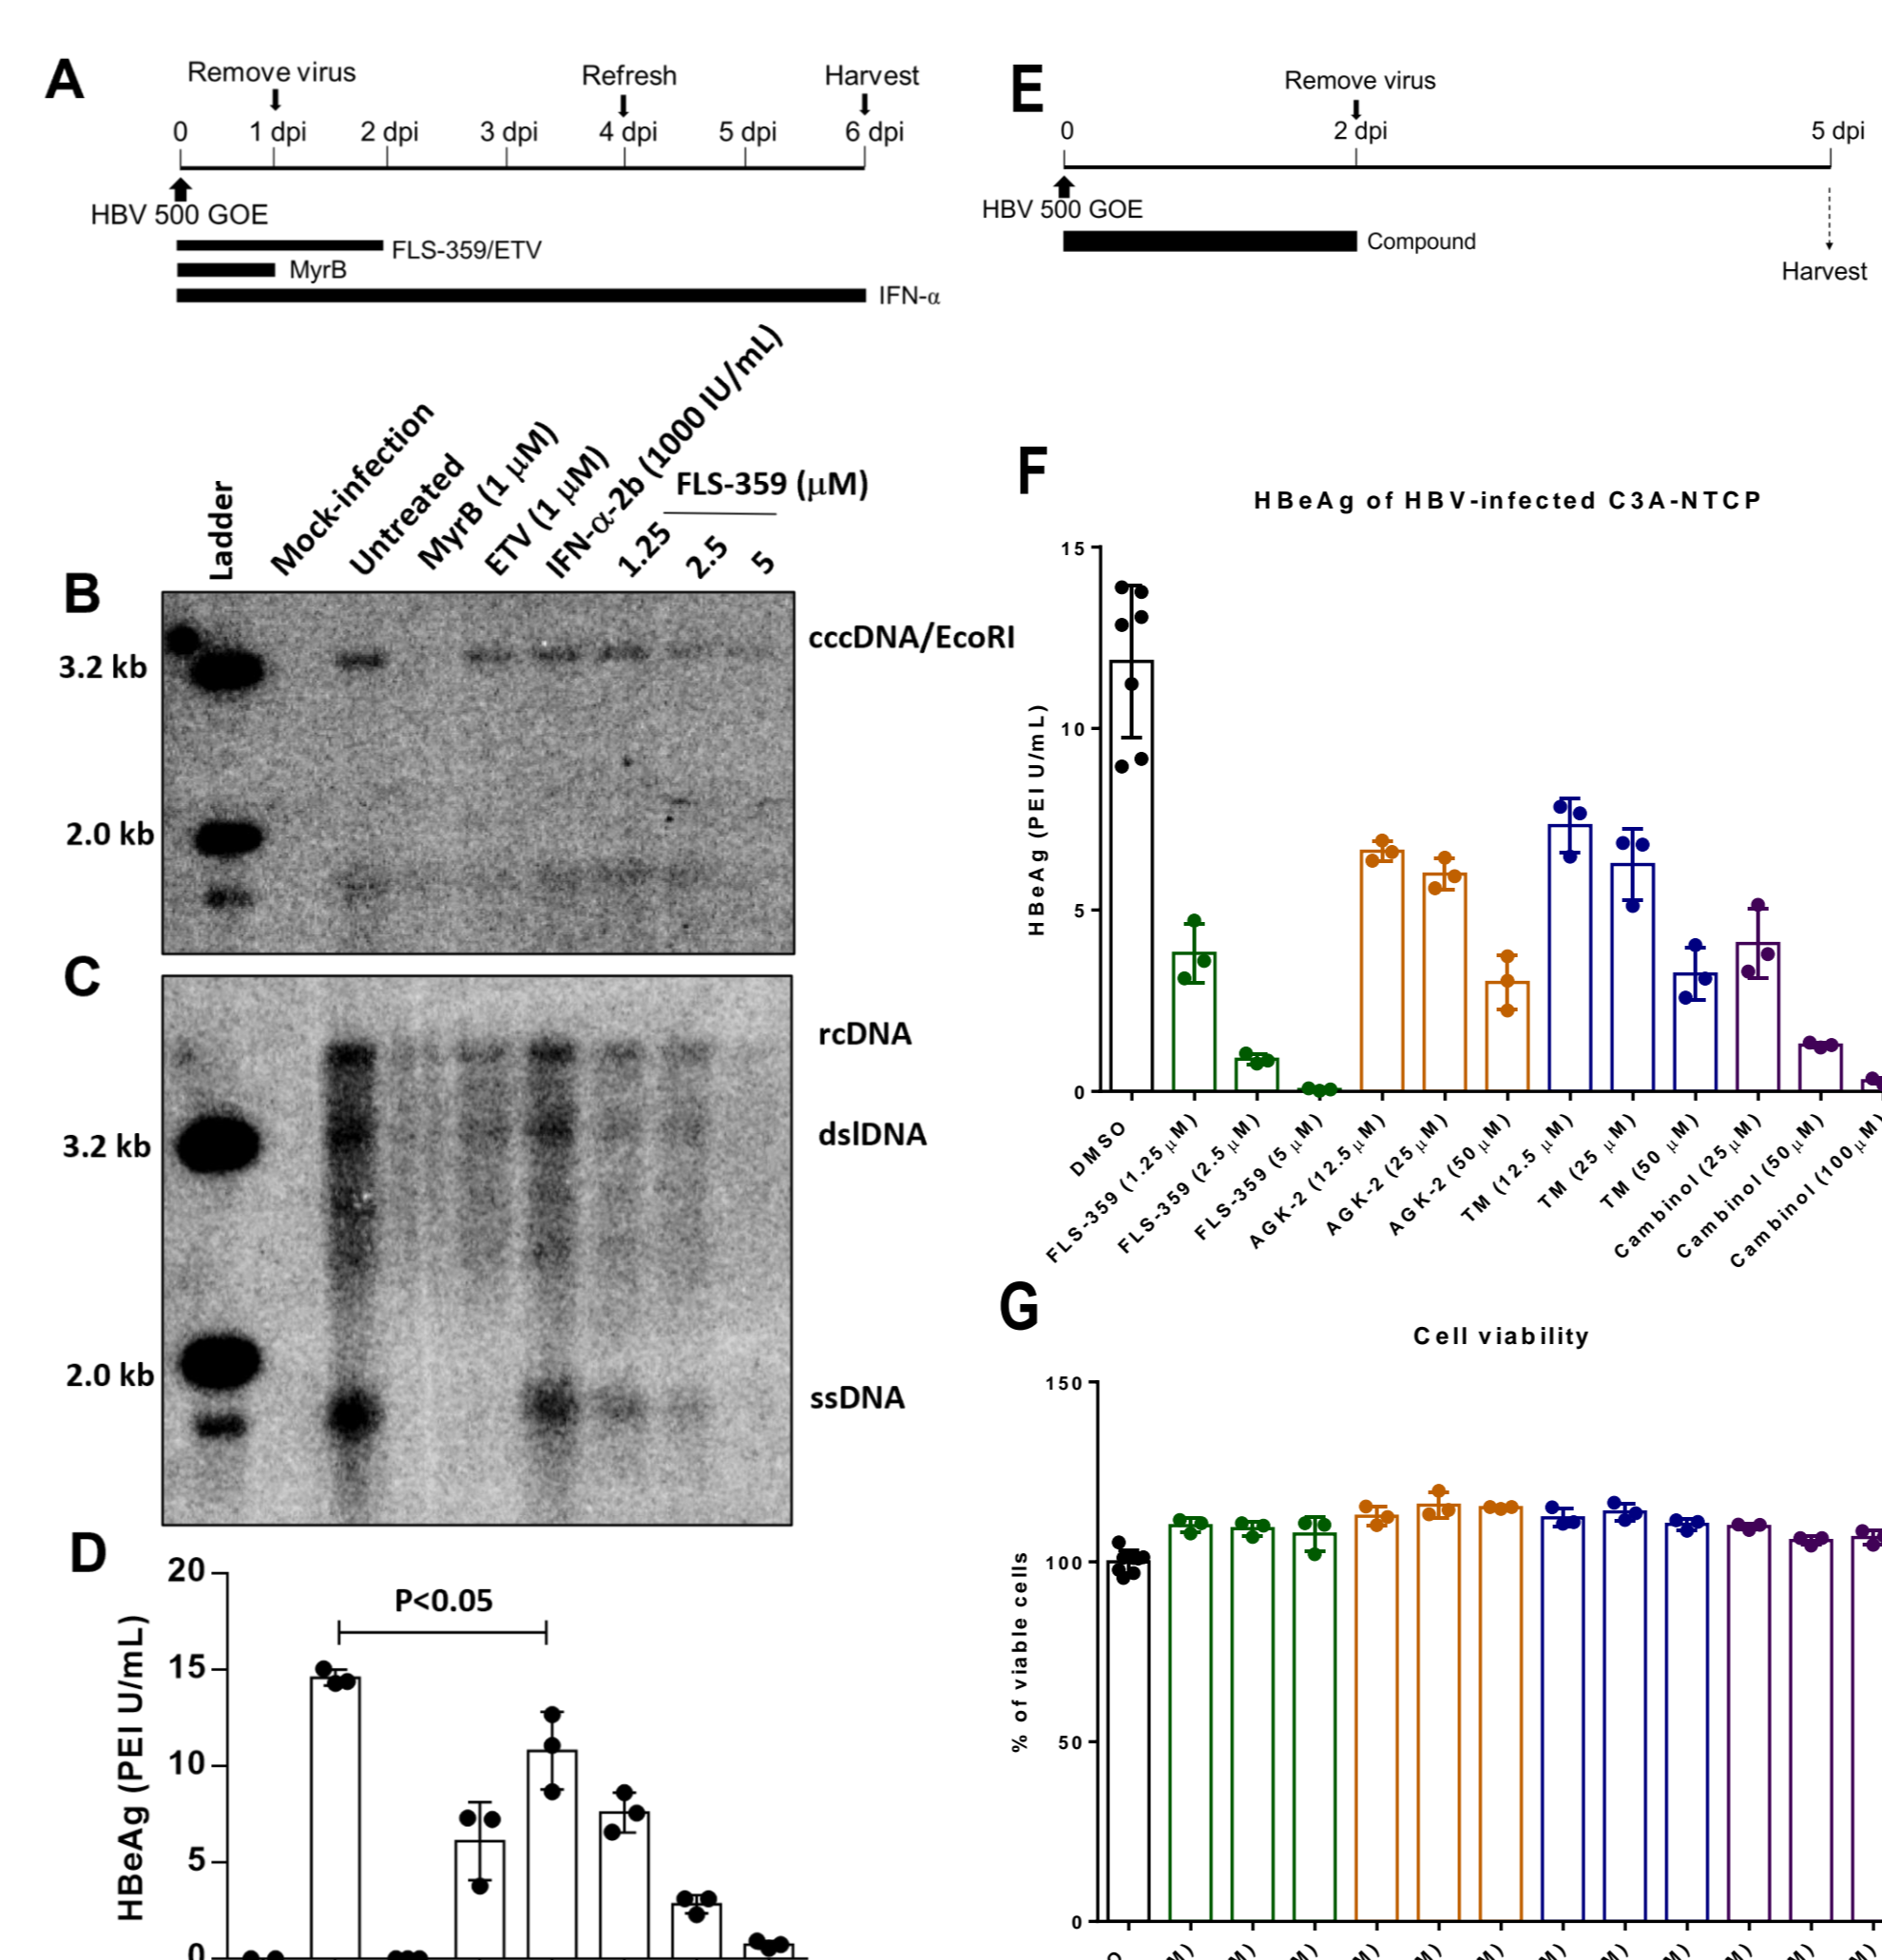 A
Remove virus
Refresh
Harvest
0
1 dpi
2 dpi
3 dpi
4 dpi
5 dpi
6 dpi
HBV 500 GOE
FLS-359/ETV
MyrB
IFN-α
Ladder
Mock-infection
Untreated
MyrB (1 μM)
ETV (1 μM)
IFN-α-2b (1000 IU/mL)
FLS-359 (μM)
1.25
2.5
5
B
cccDNA/EcoRI
3.2 kb
2.0 kb
C
rcDNA
dslDNA
ssDNA
3.2 kb
2.0 kb
D
P<0.05
HBeAg (PEI U/mL)
20
15
10
5
0
E
Remove virus
0
2 dpi
5 dpi
HBV 500 GOE
Compound
Harvest
F
HBeAg of HBV-infected C3A-NTCP
HBeAg (PEI U/mL)
15
10
5
0
DMSO
FLS-359 (1.25 μM)
FLS-359 (2.5 μM)
FLS-359 (5 μM)
AGK-2 (12.5 μM)
AGK-2 (25 μM)
AGK-2 (50 μM)
TM (12.5 μM)
TM (25 μM)
TM (50 μM)
Cambinol (25 μM)
Cambinol (50 μM)
Cambinol (100 μM)
G
Cell viability
% of viable cells
150
100
50
0